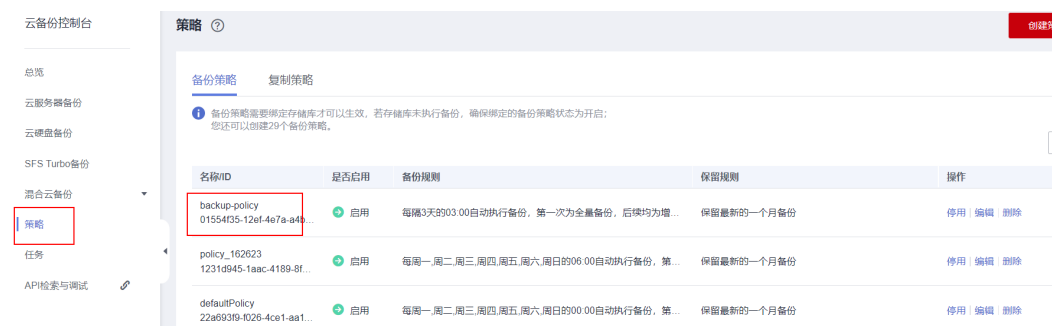 云备份控制台
策略
创建策
总览
云服务器备份
云硬盘备份
SFS Turbo备份
混合云备份
策略
任务
API检索与调试
备份策略 复制策略
备份策略需要绑定存储库才可以生效，若存储库未执行备份，确保绑定的备份策略状态为开启；
您还可以创建29个备份策略。
名称/ID 是否启用 备份规则 保留规则 操作
backup-policy
01554f35-12ef-4e7a-a4b...
启用 每隔3天的03:00自动执行备份，第一次为全量备份，后续均为增... 保留最新的一个月备份 停用 编辑 删除
policy_162623
1231d945-1aac-4189-8f...
启用 每周一,周二,周三,周四,周五,周六,周日的06:00自动执行备份，第... 保留最新的一个月备份 停用 编辑 删除
defaultPolicy
22a693f9-f026-4ce1-aa1...
启用 每周一,周二,周三,周四,周五,周六,周日的00:00自动执行备份，第... 保留最新的一个月备份 停用 编辑 删除